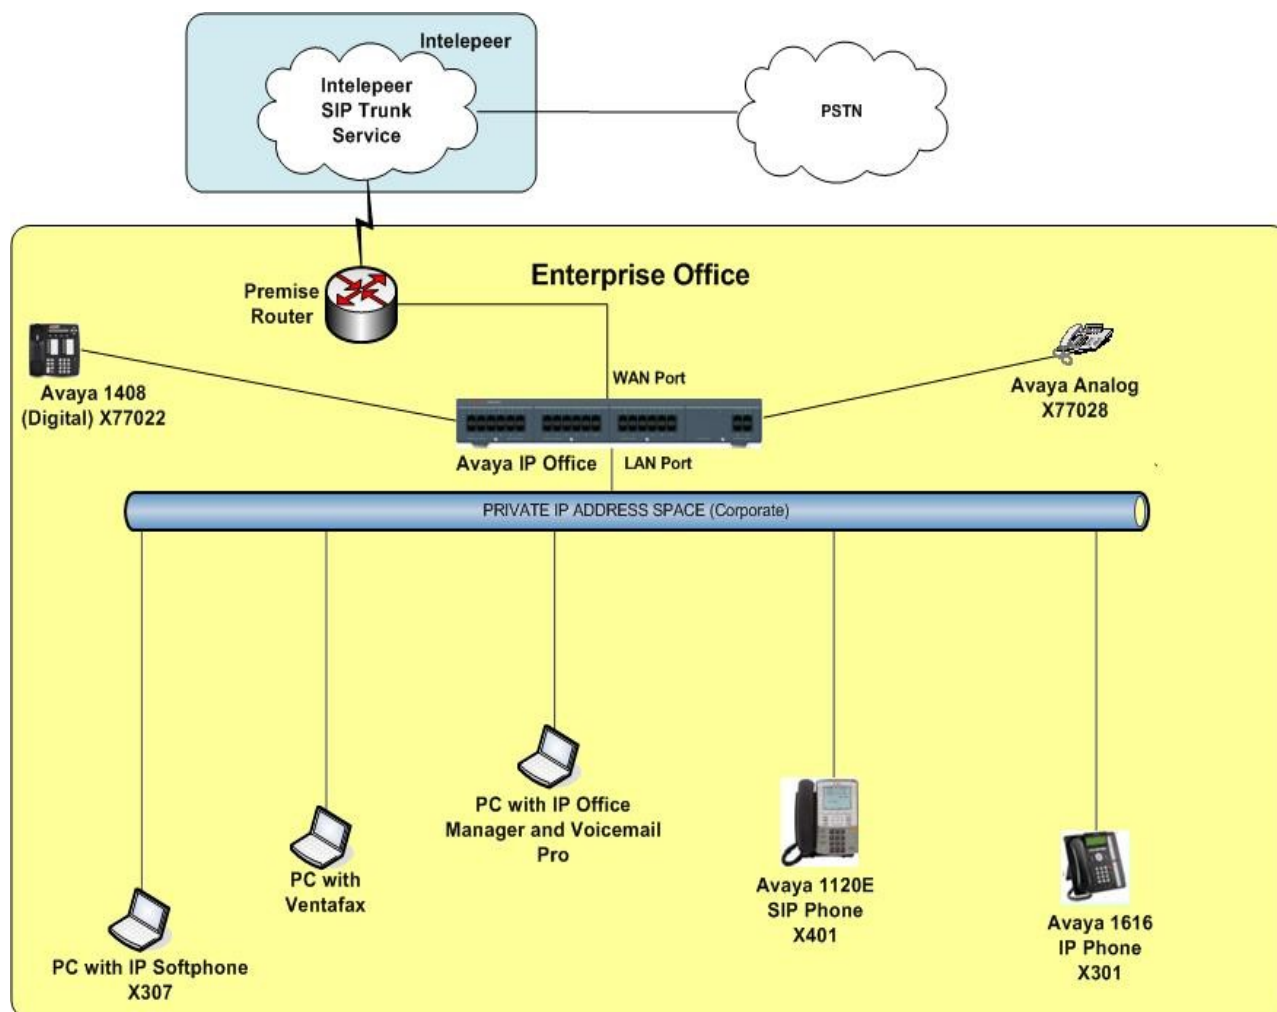 Intelepeer
Intelepeer
SIP Trunk
Service
PSTN
Enterprise Office
Premise
Router
WAN Port
Avaya 1408
(Digital) X77022
Avaya Analog
X77028
Avaya IP Office
LAN Port
PRIVATE IP ADDRESS SPACE (Corporate)
PC with IP Office
Manager and Voicemail
Pro
PC with
Ventafax
Avaya 1120E
SIP Phone
X401
Avaya 1616
IP Phone
X301
PC with IP Softphone
X307